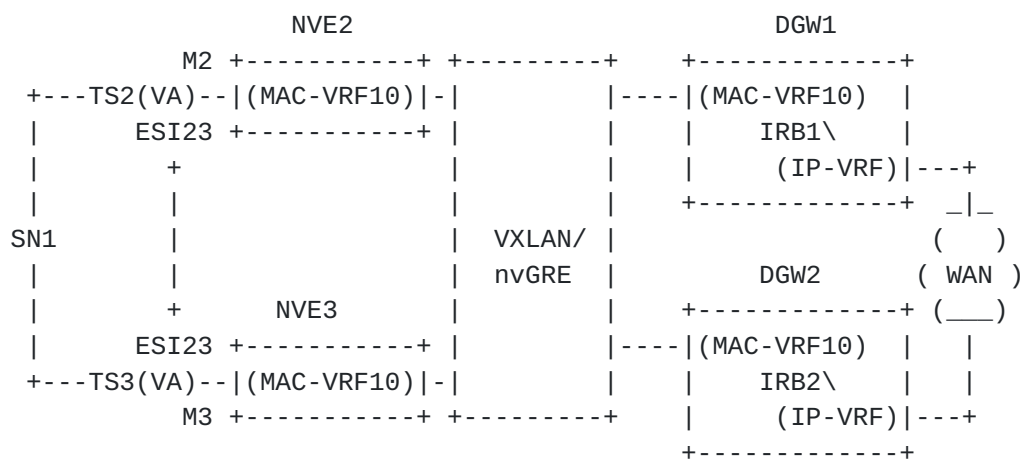 NVE2                           DGW1
             M2 +-----------+ +---------+    +-------------+
 +---TS2(VA)--|(MAC-VRF10)|-|         |----|(MAC-VRF10)  |
 |      ESI23 +-----------+ |         |    |    IRB1\    |
 |        +                 |         |    |     (IP-VRF)|---+
 |        |                 |         |    +-------------+  _|_
SN1       |                 |  VXLAN/ |                    (   )
 |        |                 |  nvGRE  |         DGW2      ( WAN )
 |        +      NVE3       |         |    +-------------+ (___)
 |      ESI23 +-----------+ |         |----|(MAC-VRF10)  |   |
 +---TS3(VA)--|(MAC-VRF10)|-|         |    |    IRB2\    |   |
           M3 +-----------+ +---------+    |     (IP-VRF)|---+
                                           +-------------+